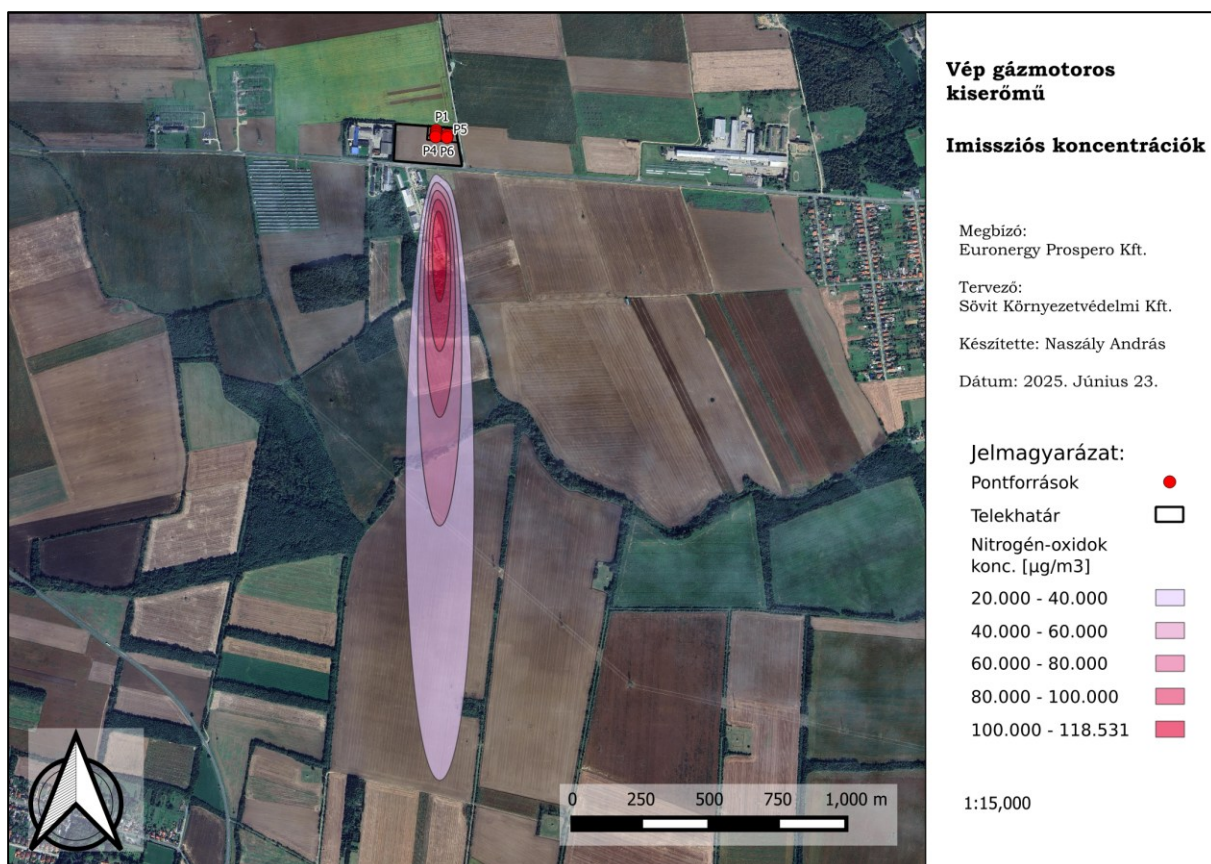 P1
P5
P4 P6
0 250 500 750 1,000 m
Vép gázmotoros
kiserőmű
Imissziós koncentrációk
Megbízó:
Euronergy Prospero Kft.
Tervező:
Sövit Környezetvédelmi Kft.
Készítette: Naszály András
Dátum: 2025. Június 23.
Jelmagyarázat:
Pontforrások
Telekhatár
Nitrogén-oxidok
konc. [µg/m3]
20.000 - 40.000
40.000 - 60.000
60.000 - 80.000
80.000 - 100.000
100.000 - 118.531
1:15,000